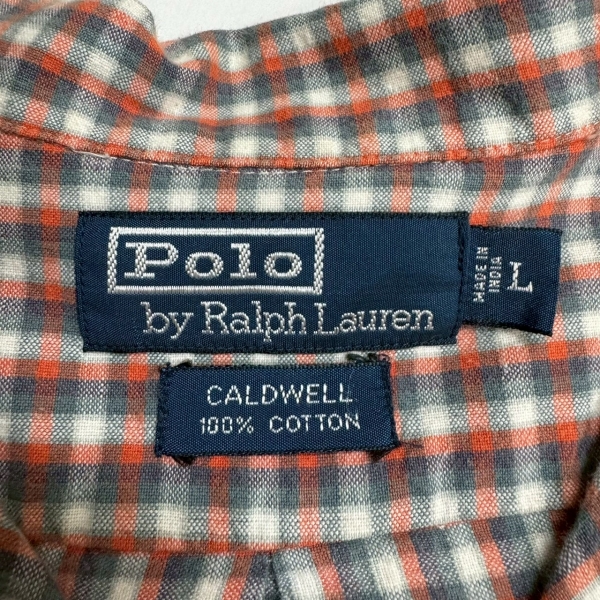 Polo
by Ralph Lauren
MADE IN
INDIA
L
CALDWELL
100% COTTON